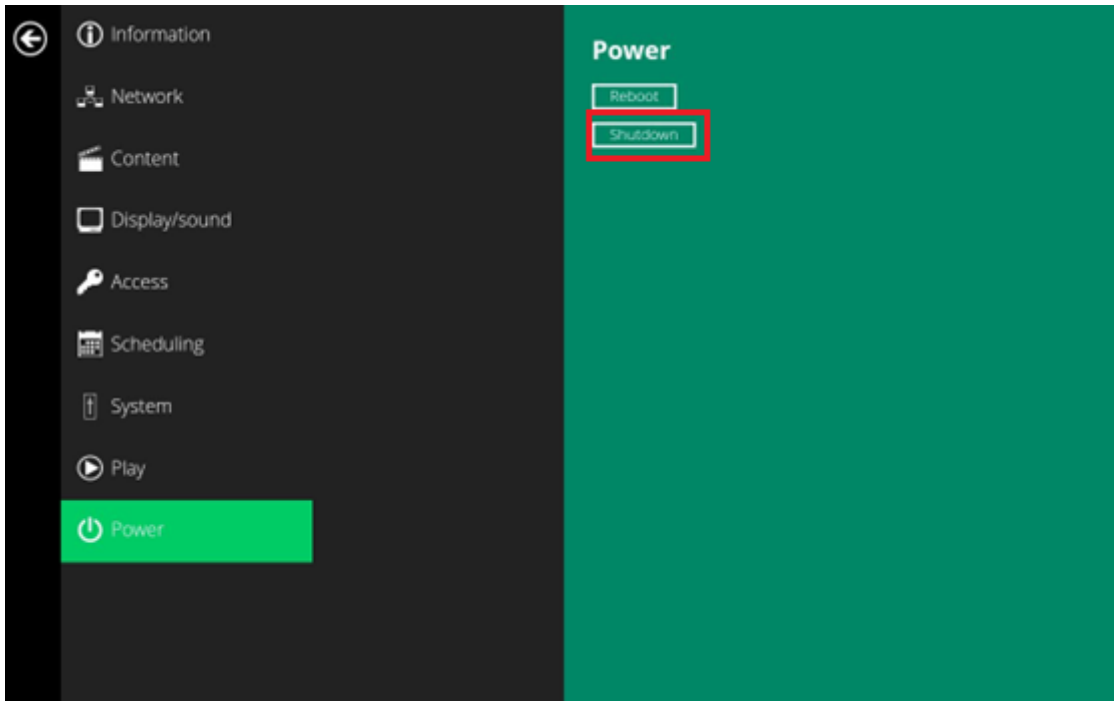 Information
Network
Content
Display/sound
Access
Scheduling
System
Play
Power
Power
Reboot
Shutdown